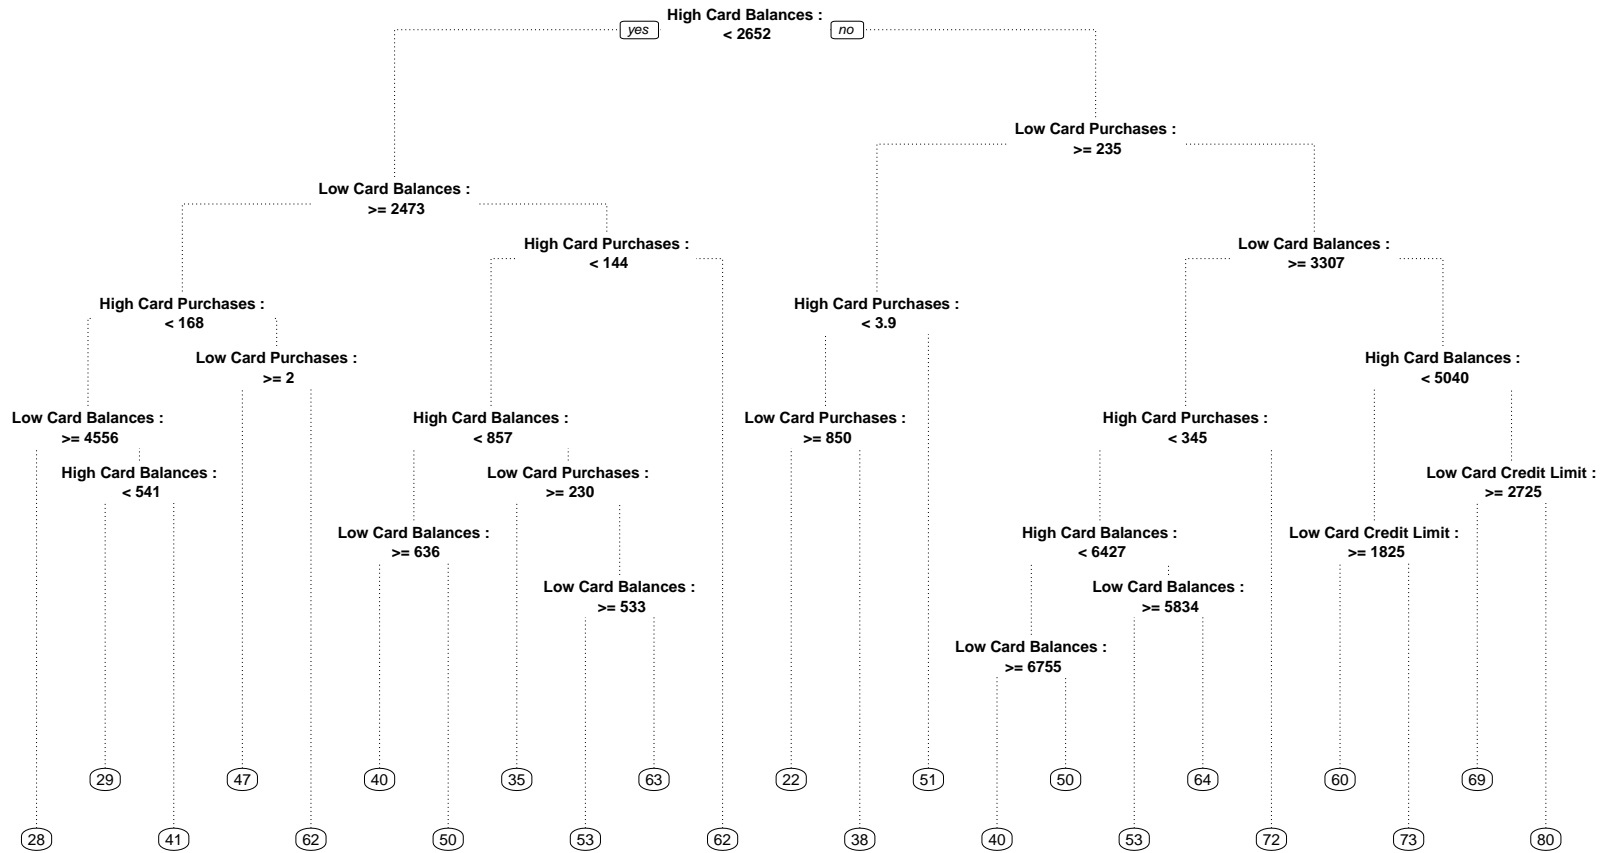 High Card Balances :
< 2652
yes
no
Low Card Purchases :
>= 235
Low Card Balances :
>= 2473
High Card Purchases :
< 144
Low Card Balances :
>= 3307
High Card Purchases :
< 168
High Card Purchases :
< 3.9
Low Card Purchases :
>= 2
High Card Balances :
< 5040
Low Card Balances :
>= 4556
High Card Balances :
< 857
Low Card Purchases :
>= 850
High Card Purchases :
< 345
High Card Balances :
< 541
Low Card Purchases :
>= 230
Low Card Credit Limit :
>= 2725
Low Card Balances :
>= 636
High Card Balances :
< 6427
Low Card Credit Limit :
>= 1825
Low Card Balances :
>= 533
Low Card Balances :
>= 5834
Low Card Balances :
>= 6755
29
47
40
35
63
22
51
50
64
60
69
28
41
62
50
53
62
38
40
53
72
73
80